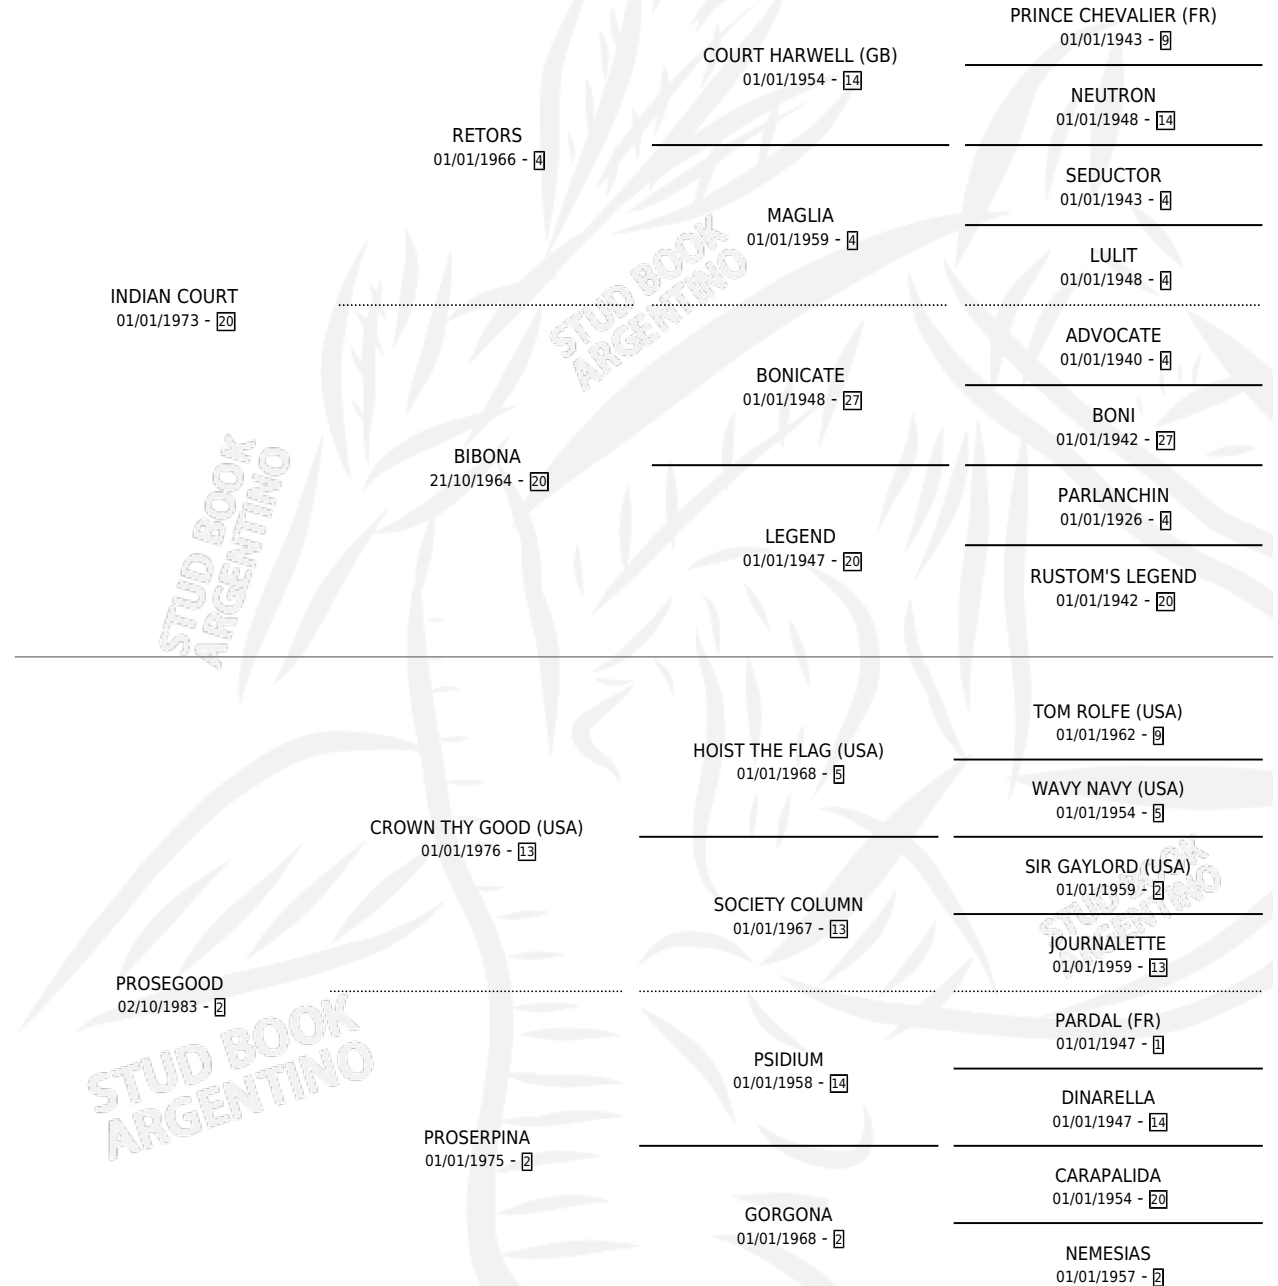 PRINCE CHEVALIER (FR)
01/01/1943 - 9
COURT HARWELL (GB)
01/01/1954 - 14
NEUTRON
01/01/1948 - 14
RETORS
01/01/1966 - 4
SEDUCTOR
01/01/1943 - 4
MAGLIA
01/01/1959 - 4
LULIT
01/01/1948 - 4
INDIAN COURT
01/01/1973 - 20
ADVOCATE
01/01/1940 - 4
BONICATE
01/01/1948 - 27
BONI
01/01/1942 - 27
BIBONA
21/10/1964 - 20
PARLANCHIN
01/01/1926 - 4
LEGEND
01/01/1947 - 20
RUSTOM'S LEGEND
01/01/1942 - 20
STUD BOOK
ARGENTINO
STUD BOOK
ARGENTINO
TOM ROLFE (USA)
01/01/1962 - 9
HOIST THE FLAG (USA)
01/01/1968 - 5
WAVY NAVY (USA)
01/01/1954 - 5
CROWN THY GOOD (USA)
01/01/1976 - 13
SIR GAYLORD (USA)
01/01/1959 - 2
SOCIETY COLUMN
01/01/1967 - 13
JOURNALETTE
01/01/1959 - 13
STUD BOOK
ARGENTINO
PROSEGOOD
02/10/1983 - 2
PARDAL (FR)
01/01/1947 - 1
PSIDIUM
01/01/1958 - 14
DINARELLA
01/01/1947 - 14
PROSERPINA
01/01/1975 - 2
CARAPALIDA
01/01/1954 - 20
GORGONA
01/01/1968 - 2
NEMESIAS
01/01/1957 - 2
STUD BOOK
ARGENTINO